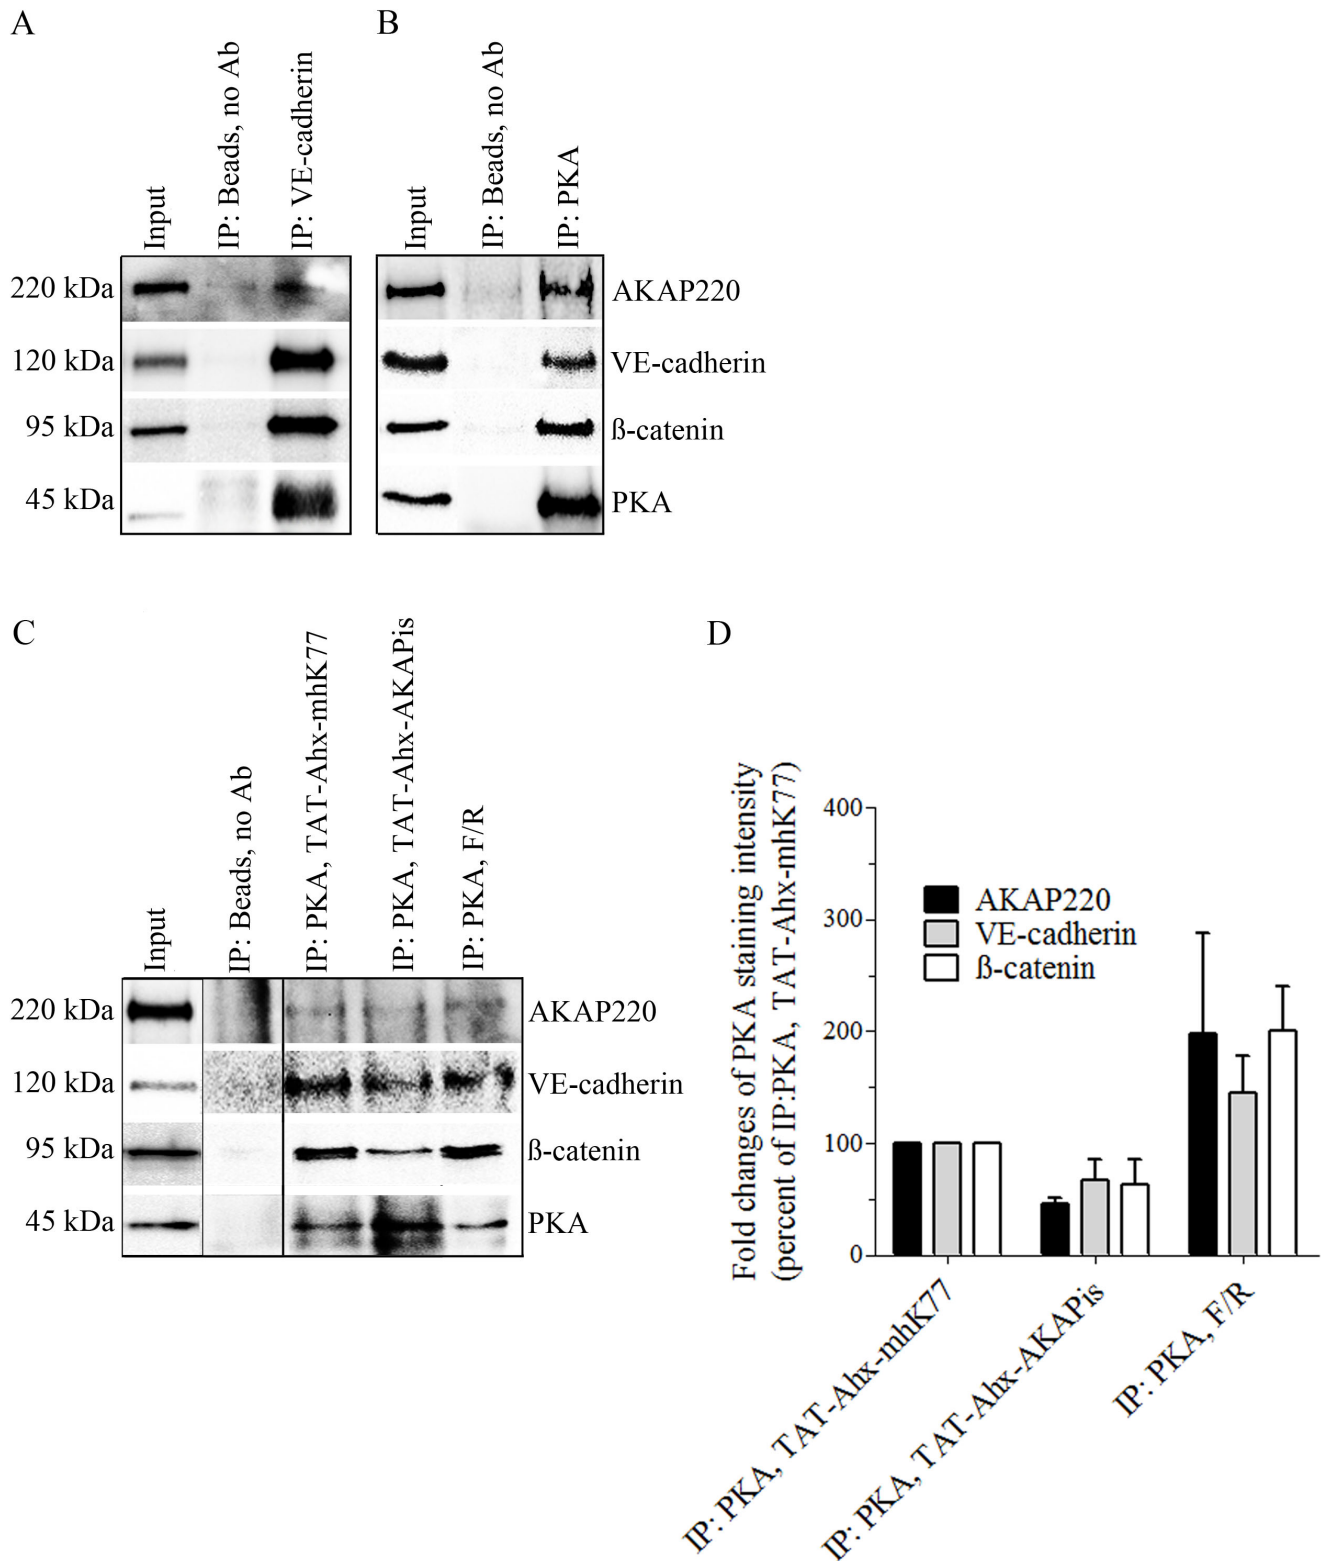 A
B
Input
IP: Beads, no Ab
IP: VE-cadherin
Input
IP: Beads, no Ab
IP: PKA
220 kDa
AKAP220
120 kDa
VE-cadherin
95 kDa
ß-catenin
45 kDa
PKA
C
D
Input
IP: Beads, no Ab
IP: PKA, TAT-Ahx-mhK77
IP: PKA, TAT-Ahx-AKAPis
IP: PKA, F/R
220 kDa
AKAP220
120 kDa
VE-cadherin
95 kDa
ß-catenin
45 kDa
PKA
Fold changes of PKA staining intensity
(percent of IP:PKA, TAT-Ahx-mhK77)
400
300
200
100
0
AKAP220
VE-cadherin
ß-catenin
IP: PKA, TAT-Ahx-mhK77
IP: PKA, TAT-Ahx-AKAPis
IP: PKA, F/R